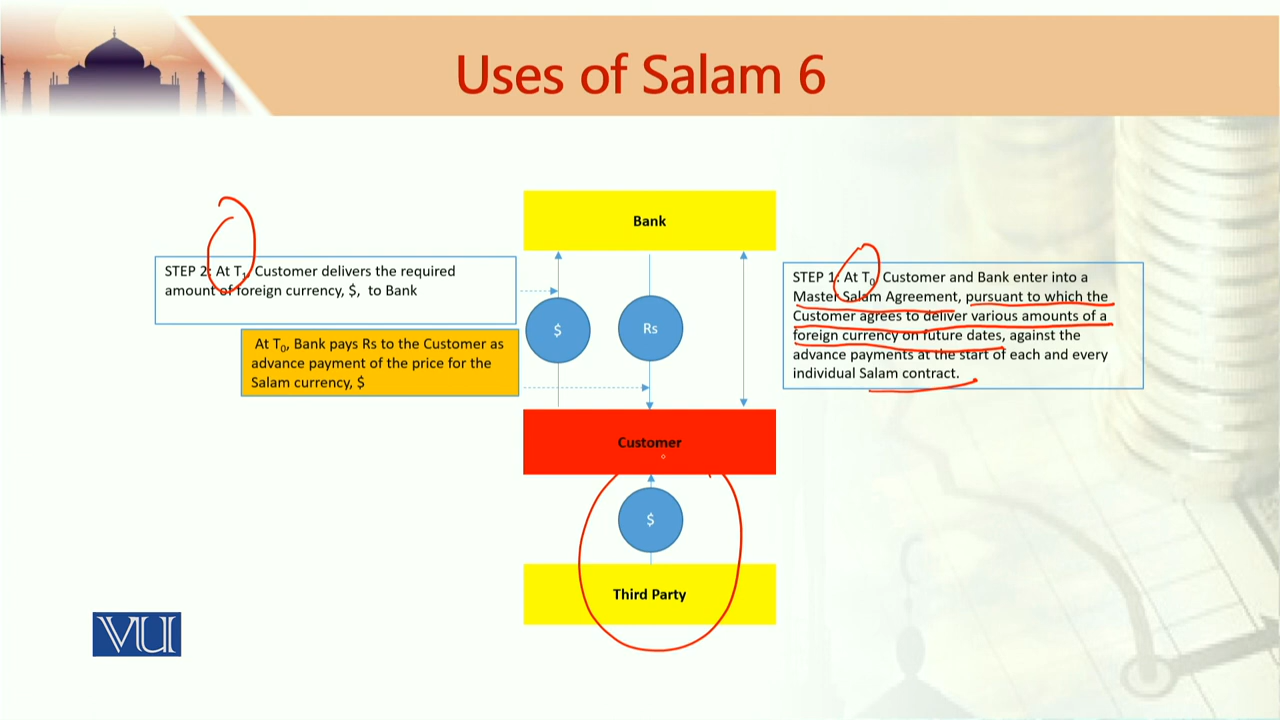 Uses of Salam 6
Bank
STEP 2: At T₁, Customer delivers the required
amount of foreign currency, $, to Bank
STEP 1: At T₀, Customer and Bank enter into a
Master Salam Agreement, pursuant to which the
Customer agrees to deliver various amounts of a
foreign currency on future dates, against the
advance payments at the start of each and every
individual Salam contract.
$
Rs
At T₀, Bank pays Rs to the Customer as
advance payment of the price for the
Salam currency, $
Customer
$
Third Party
VU